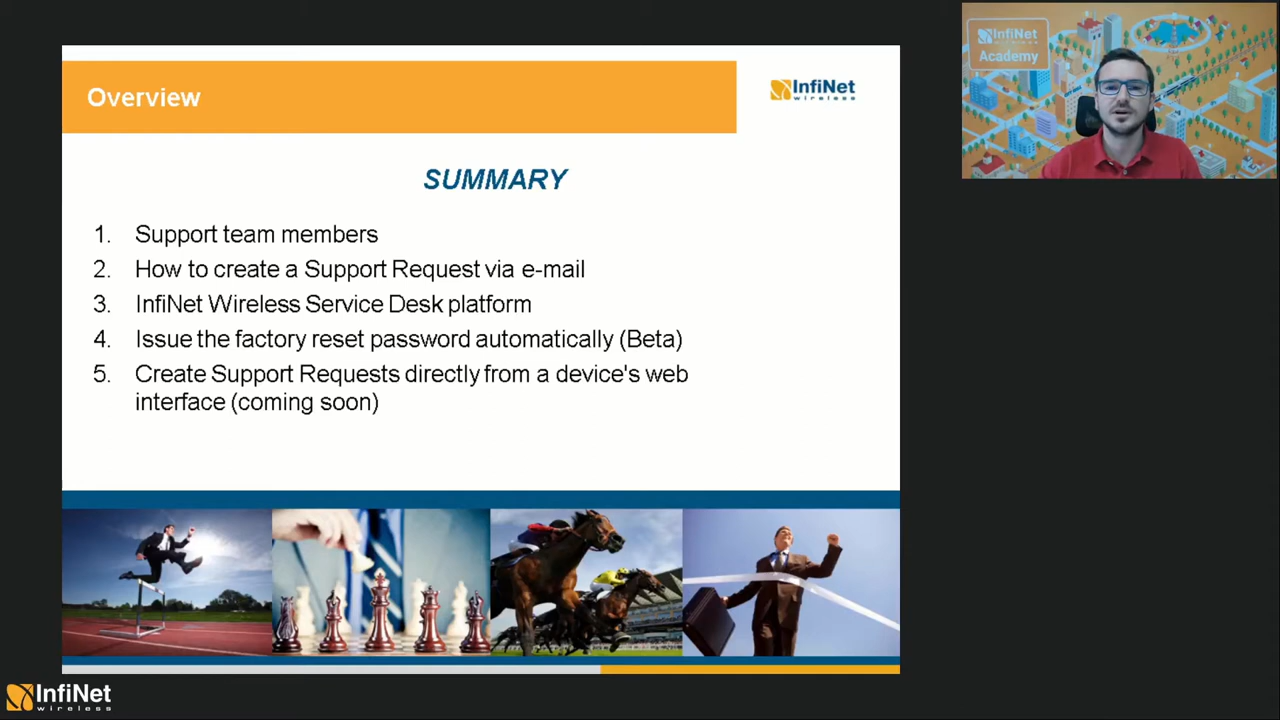 Overview
InfiNet
wireless
SUMMARY
1. Support team members
2. How to create a Support Request via e-mail
3. InfiNet Wireless Service Desk platform
4. Issue the factory reset password automatically (Beta)
5. Create Support Requests directly from a device's web
interface (coming soon)
InfiNet
wireless
Academy
InfiNet
wireless